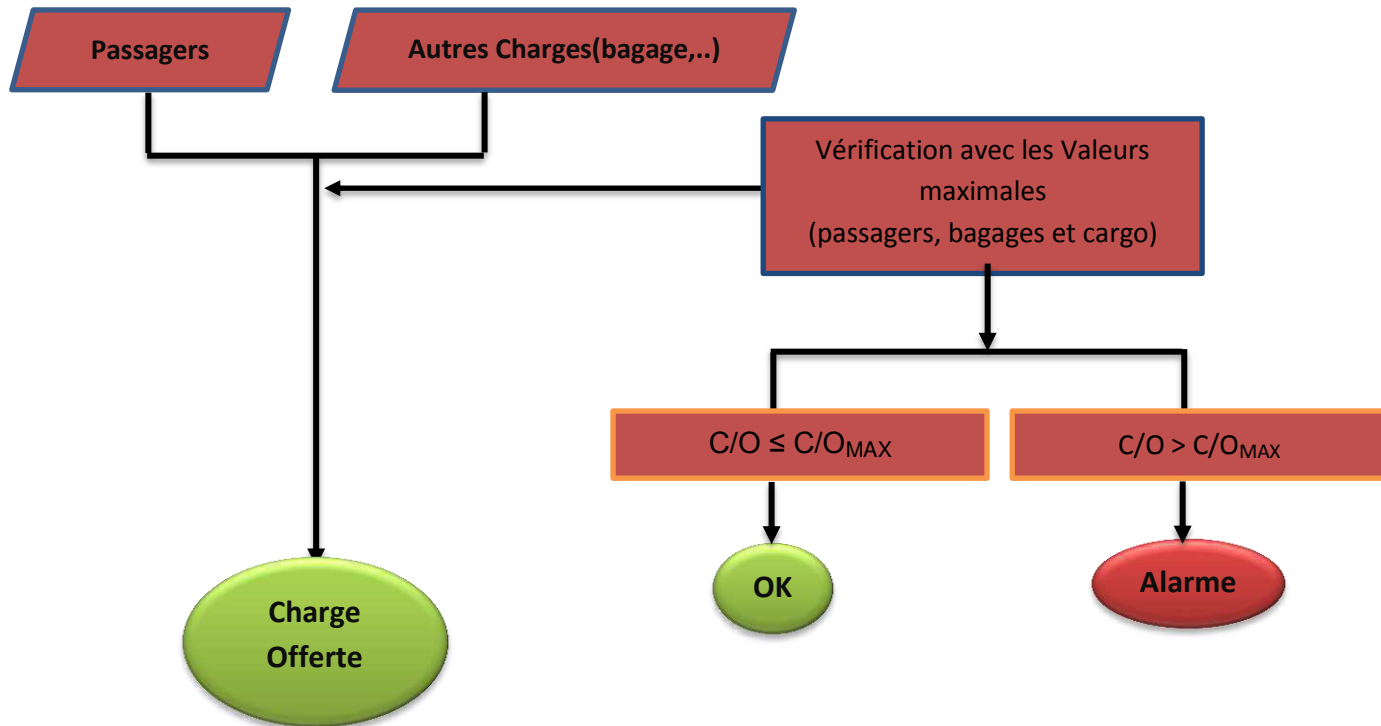 Passagers
Autres Charges(bagage,..)
Vérification avec les Valeurs
maximales
(passagers, bagages et cargo)
C/O ≤ C/OMAX
C/O > C/OMAX
OK
Alarme
Charge
Offerte